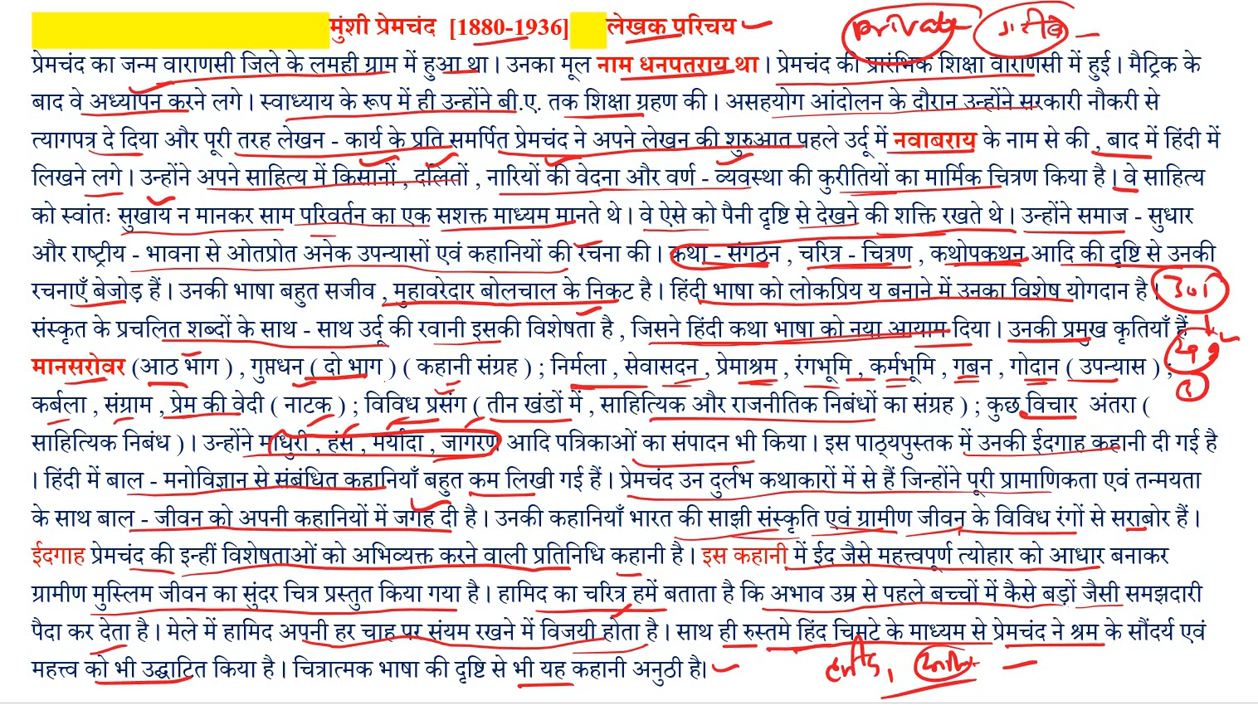 मुंशी प्रेमचंद [1880-1936] लेखक परिचय private गरीब
प्रेमचंद का जन्म वाराणसी जिले के लमही ग्राम में हुआ था। उनका मूल नाम धनपतराय था। प्रेमचंद की प्रारंभिक शिक्षा वाराणसी में हुई। मैट्रिक के
बाद वे अध्यापन करने लगे। स्वाध्याय के रूप में ही उन्होंने बी.ए. तक शिक्षा ग्रहण की। असहयोग आंदोलन के दौरान उन्होंने सरकारी नौकरी से
त्यागपत्र दे दिया और पूरी तरह लेखन - कार्य के प्रति समर्पित प्रेमचंद ने अपने लेखन की शुरुआत पहले उर्दू में नवाबराय के नाम से की , बाद में हिंदी में
लिखने लगे। उन्होंने अपने साहित्य में किसानों , दलितों , नारियों की वेदना और वर्ण - व्यवस्था की कुरीतियों का मार्मिक चित्रण किया है। वे साहित्य
को स्वांतः सुखाय न मानकर साम परिवर्तन का एक सशक्त माध्यम मानते थे। वे ऐसे को पैनी दृष्टि से देखने की शक्ति रखते थे। उन्होंने समाज - सुधार
और राष्ट्रीय - भावना से ओतप्रोत अनेक उपन्यासों एवं कहानियों की रचना की। कथा - संगठन , चरित्र - चित्रण , कथोपकथन आदि की दृष्टि से उनकी
रचनाएँ बेजोड़ हैं। उनकी भाषा बहुत सजीव , मुहावरेदार बोलचाल के निकट है। हिंदी भाषा को लोकप्रिय य बनाने में उनका विशेष योगदान है। 301
संस्कृत के प्रचलित शब्दों के साथ - साथ उर्दू की रवानी इसकी विशेषता है , जिसने हिंदी कथा भाषा को नया आयाम दिया। उनकी प्रमुख कृतियाँ हैं
मानसरोवर (आठ भाग) , गुप्तधन ( दो भाग) ( कहानी संग्रह) ; निर्मला , सेवासदन , प्रेमाश्रम , रंगभूमि , कर्मभूमि , गबन , गोदान ( उपन्यास ) ;
कर्बला , संग्राम , प्रेम की वेदी ( नाटक) ; विविध प्रसंग ( तीन खंडों में , साहित्यिक और राजनीतिक निबंधों का संग्रह) ; कुछ विचार अंतरा (
साहित्यिक निबंध )। उन्होंने माधुरी , हंस , मर्यादा , जागरण आदि पत्रिकाओं का संपादन भी किया। इस पाठ्यपुस्तक में उनकी ईदगाह कहानी दी गई है
। हिंदी में बाल - मनोविज्ञान से संबंधित कहानियाँ बहुत कम लिखी गई हैं। प्रेमचंद उन दुर्लभ कथाकारों में से हैं जिन्होंने पूरी प्रामाणिकता एवं तन्मयता
के साथ बाल - जीवन को अपनी कहानियों में जगह दी है। उनकी कहानियाँ भारत की साझी संस्कृति एवं ग्रामीण जीवन के विविध रंगों से सराबोर हैं।
ईदगाह प्रेमचंद की इन्हीं विशेषताओं को अभिव्यक्त करने वाली प्रतिनिधि कहानी है। इस कहानी में ईद जैसे महत्त्वपूर्ण त्योहार को आधार बनाकर
ग्रामीण मुस्लिम जीवन का सुंदर चित्र प्रस्तुत किया गया है। हामिद का चरित्र हमें बताता है कि अभाव उम्र से पहले बच्चों में कैसे बड़ों जैसी समझदारी
पैदा कर देता है। मेले में हामिद अपनी हर चाह पर संयम रखने में विजयी होता है। साथ ही रुस्तमे हिंद चिमटे के माध्यम से प्रेमचंद ने श्रम के सौंदर्य एवं
महत्त्व को भी उद्घाटित किया है। चित्रात्मक भाषा की दृष्टि से भी यह कहानी अनुठी है।